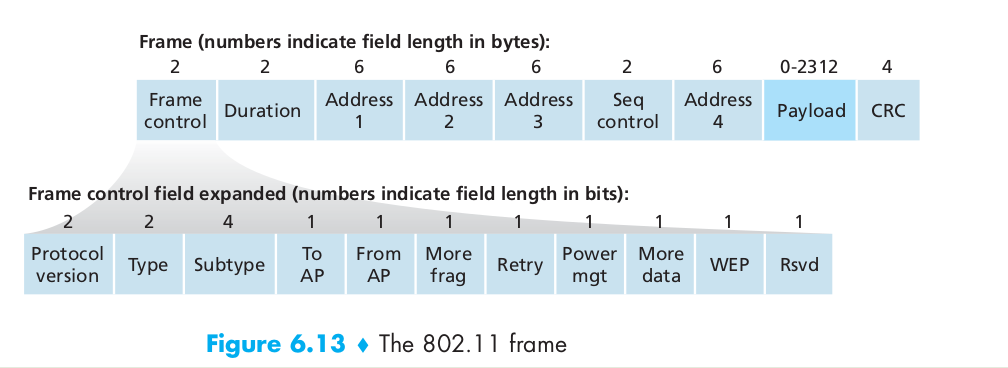 Frame (numbers indicate field length in bytes):
2 2 6 6 6 2 6 0-2312 4
Frame control Duration Address 1 Address 2 Address 3 Seq control Address 4 Payload CRC
Frame control field expanded (numbers indicate field length in bits):
2 2 4 1 1 1 1 1 1 1 1
Protocol version Type Subtype To AP From AP More frag Retry Power mgt More data WEP Rsvd
Figure 6.13 ♦ The 802.11 frame